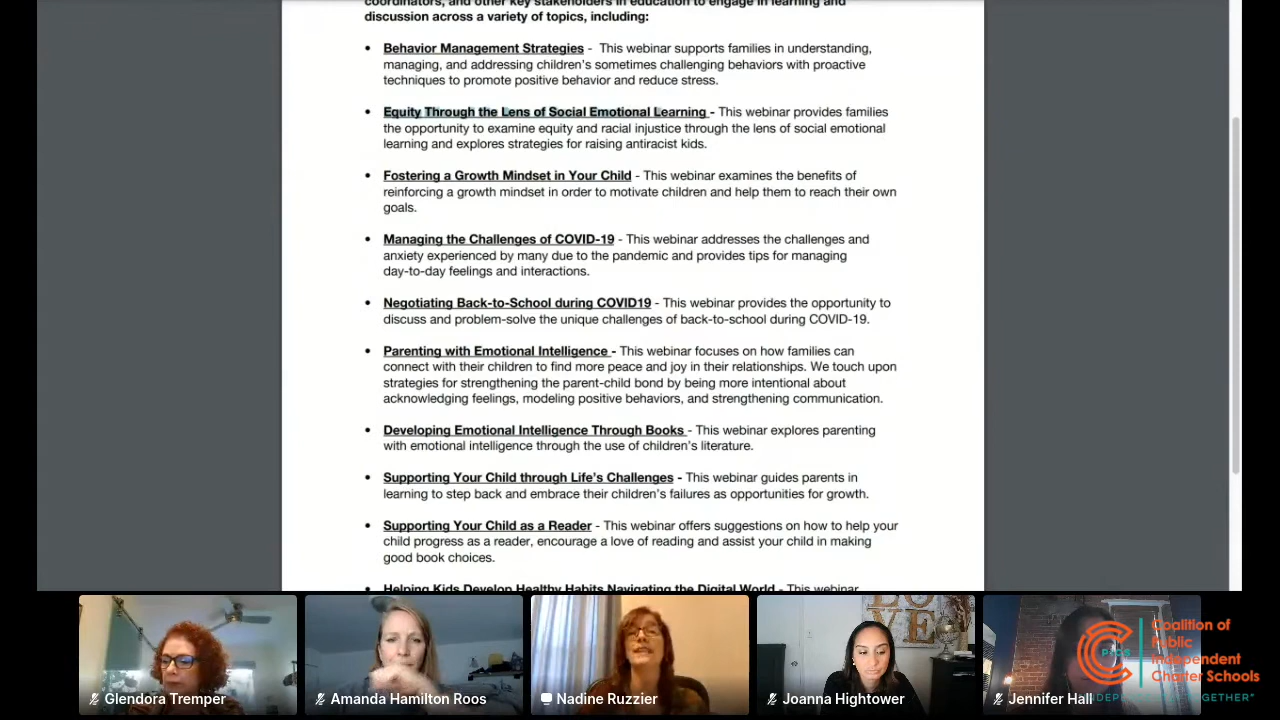 coordinators, and other key stakeholders in education to engage in learning and
discussion across a variety of topics, including:
• Behavior Management Strategies - This webinar supports families in understanding,
managing, and addressing children's sometimes challenging behaviors with proactive
techniques to promote positive behavior and reduce stress.
• Equity Through the Lens of Social Emotional Learning - This webinar provides families
the opportunity to examine equity and racial injustice through the lens of social emotional
learning and explores strategies for raising antiracist kids.
• Fostering a Growth Mindset in Your Child - This webinar examines the benefits of
reinforcing a growth mindset in order to motivate children and help them to reach their own
goals.
• Managing the Challenges of COVID-19 - This webinar addresses the challenges and
anxiety experienced by many due to the pandemic and provides tips for managing
day-to-day feelings and interactions.
• Negotiating Back-to-School during COVID19 - This webinar provides the opportunity to
discuss and problem-solve the unique challenges of back-to-school during COVID-19.
• Parenting with Emotional Intelligence - This webinar focuses on how families can
connect with their children to find more peace and joy in their relationships. We touch upon
strategies for strengthening the parent-child bond by being more intentional about
acknowledging feelings, modeling positive behaviors, and strengthening communication.
• Developing Emotional Intelligence Through Books - This webinar explores parenting
with emotional intelligence through the use of children's literature.
• Supporting Your Child through Life's Challenges - This webinar guides parents in
learning to step back and embrace their children's failures as opportunities for growth.
• Supporting Your Child as a Reader - This webinar offers suggestions on how to help your
child progress as a reader, encourage a love of reading and assist your child in making
good book choices.
Helping Kids Develop Healthy Habits Navigating the Digital World - This webinar
Glendora Tremper
Amanda Hamilton Roos
Nadine Ruzzier
Joanna Hightower
Jennifer Hall
Coalition of
Public
Independent
Charter Schools
TOGETHER"